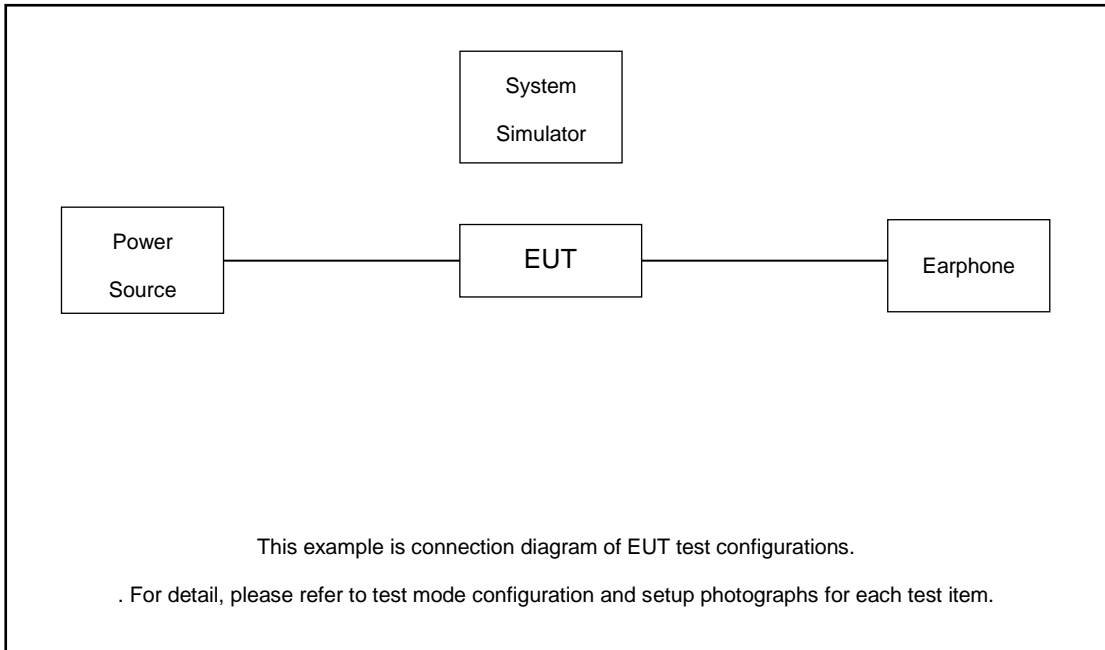 System
Simulator
Power
Source
EUT
Earphone
This example is connection diagram of EUT test configurations.
. For detail, please refer to test mode configuration and setup photographs for each test item.